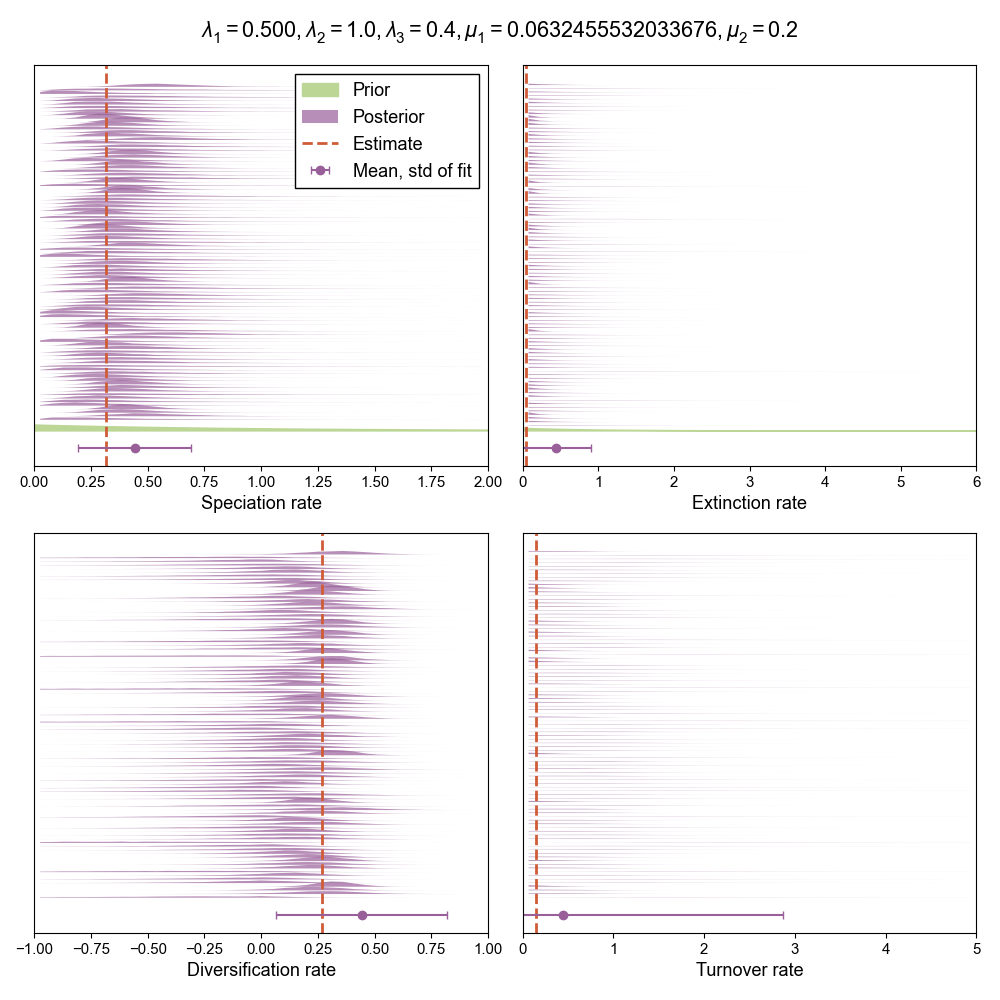 λ1 = 0.500, λ2 = 1.0, λ3 = 0.4, μ1 = 0.0632455532033676, μ2 = 0.2
Prior
Posterior
Estimate
Mean, std of fit
0.00 0.25 0.50 0.75 1.00 1.25 1.50 1.75 2.00
Speciation rate
0 1 2 3 4 5 6
Extinction rate
−1.00 −0.75 −0.50 −0.25 0.00 0.25 0.50 0.75 1.00
Diversification rate
0 1 2 3 4 5
Turnover rate